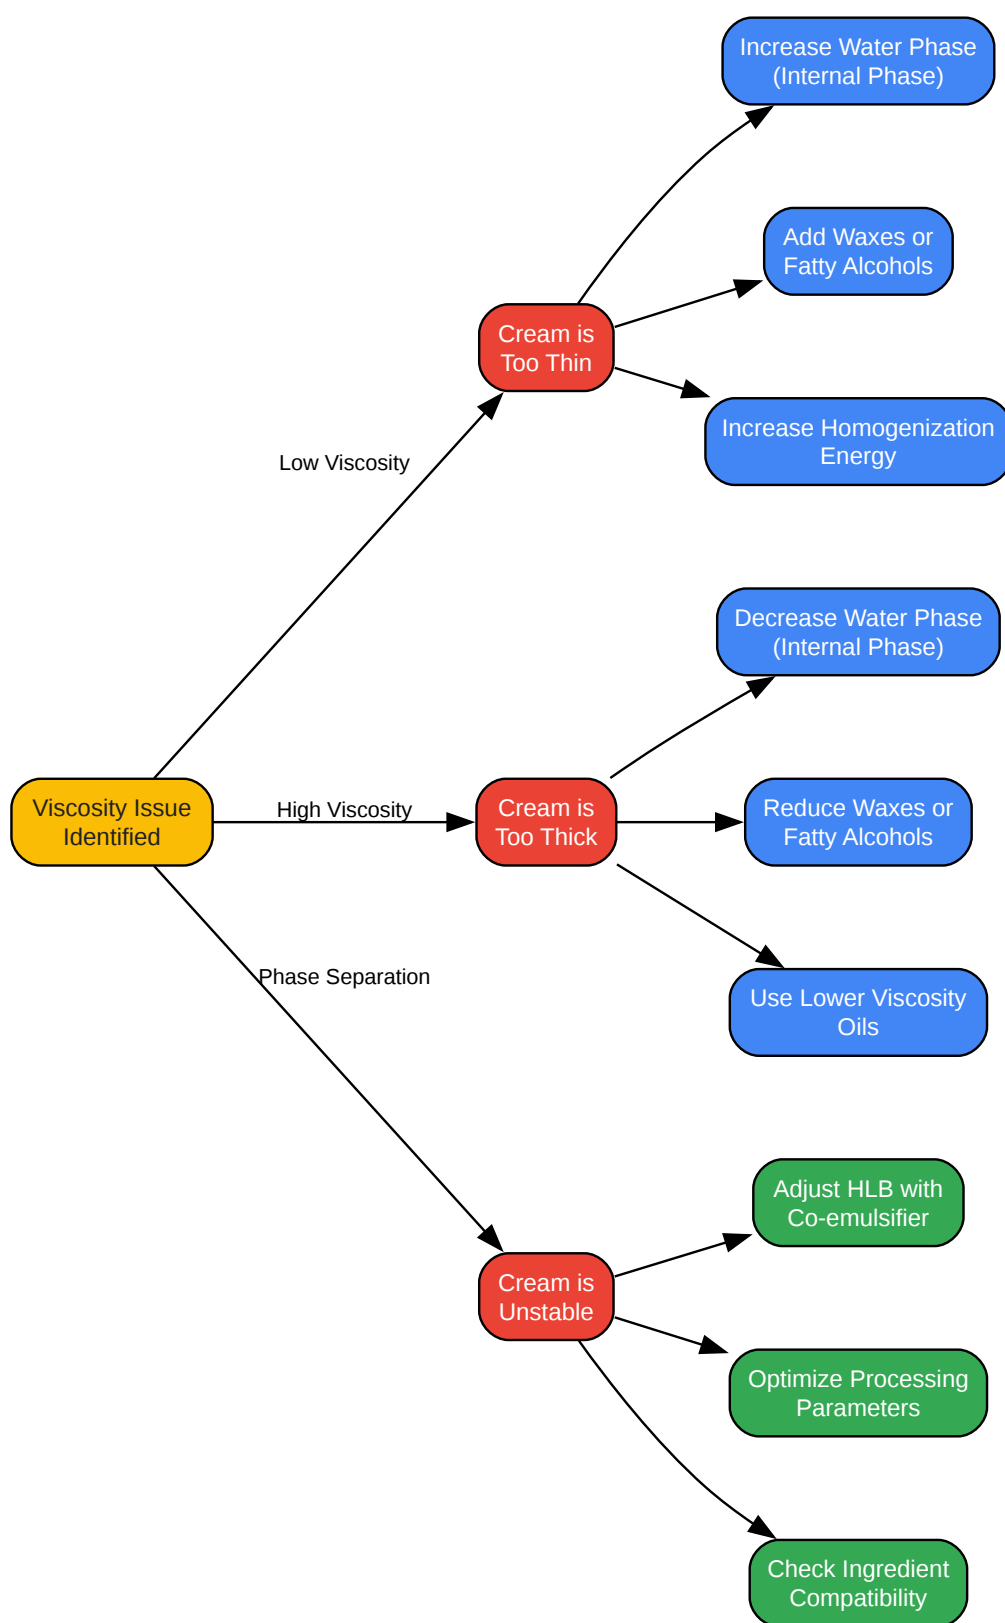 Increase Water Phase
(Internal Phase)
Add Waxes or
Fatty Alcohols
Cream is
Too Thin
Increase Homogenization
Energy
Low Viscosity
Decrease Water Phase
(Internal Phase)
Viscosity Issue
Identified
High Viscosity
Cream is
Too Thick
Reduce Waxes or
Fatty Alcohols
Phase Separation
Use Lower Viscosity
Oils
Adjust HLB with
Co-emulsifier
Cream is
Unstable
Optimize Processing
Parameters
Check Ingredient
Compatibility